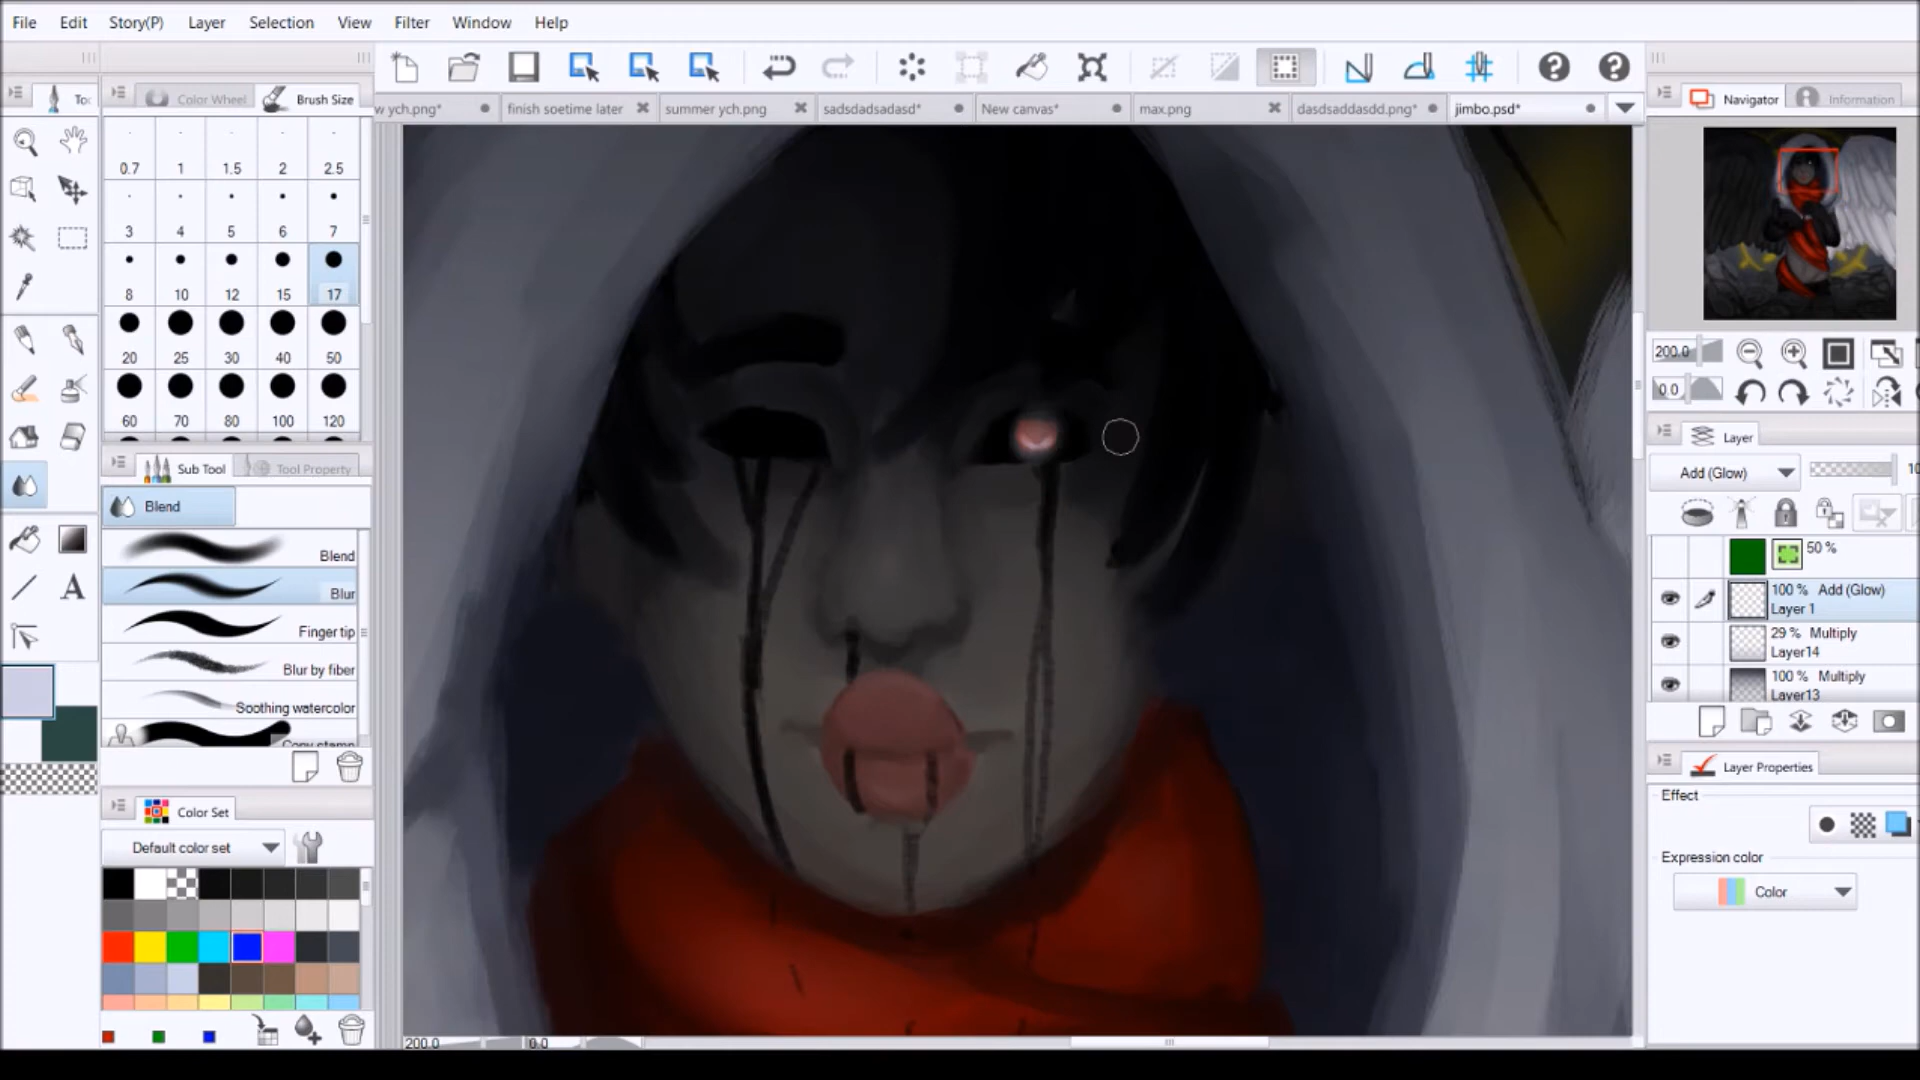 File Edit Story(P) Layer Selection View Filter Window Help
w ych.png* finish soetime later summer ych.png sadsdadsadasd* New canvas* max.png dasdsaddasdd.png* jimbo.psd*
Color Wheel Brush Size
0.7 1 1.5 2 2.5
3 4 5 6 7
8 10 12 15 17
20 25 30 40 50
60 70 80 100 120
Sub Tool Tool Property
Blend
Blend
Blur
Finger tip
Blur by fiber
Soothing watercolor
Copy stamp
Color Set
Default color set
200.0 0.0
Navigator Information
200.0
0.0
Layer
Add (Glow)
50 %
100 % Add (Glow)
Layer 1
29 % Multiply
Layer14
100 % Multiply
Layer13
Layer Properties
Effect
Expression color
Color